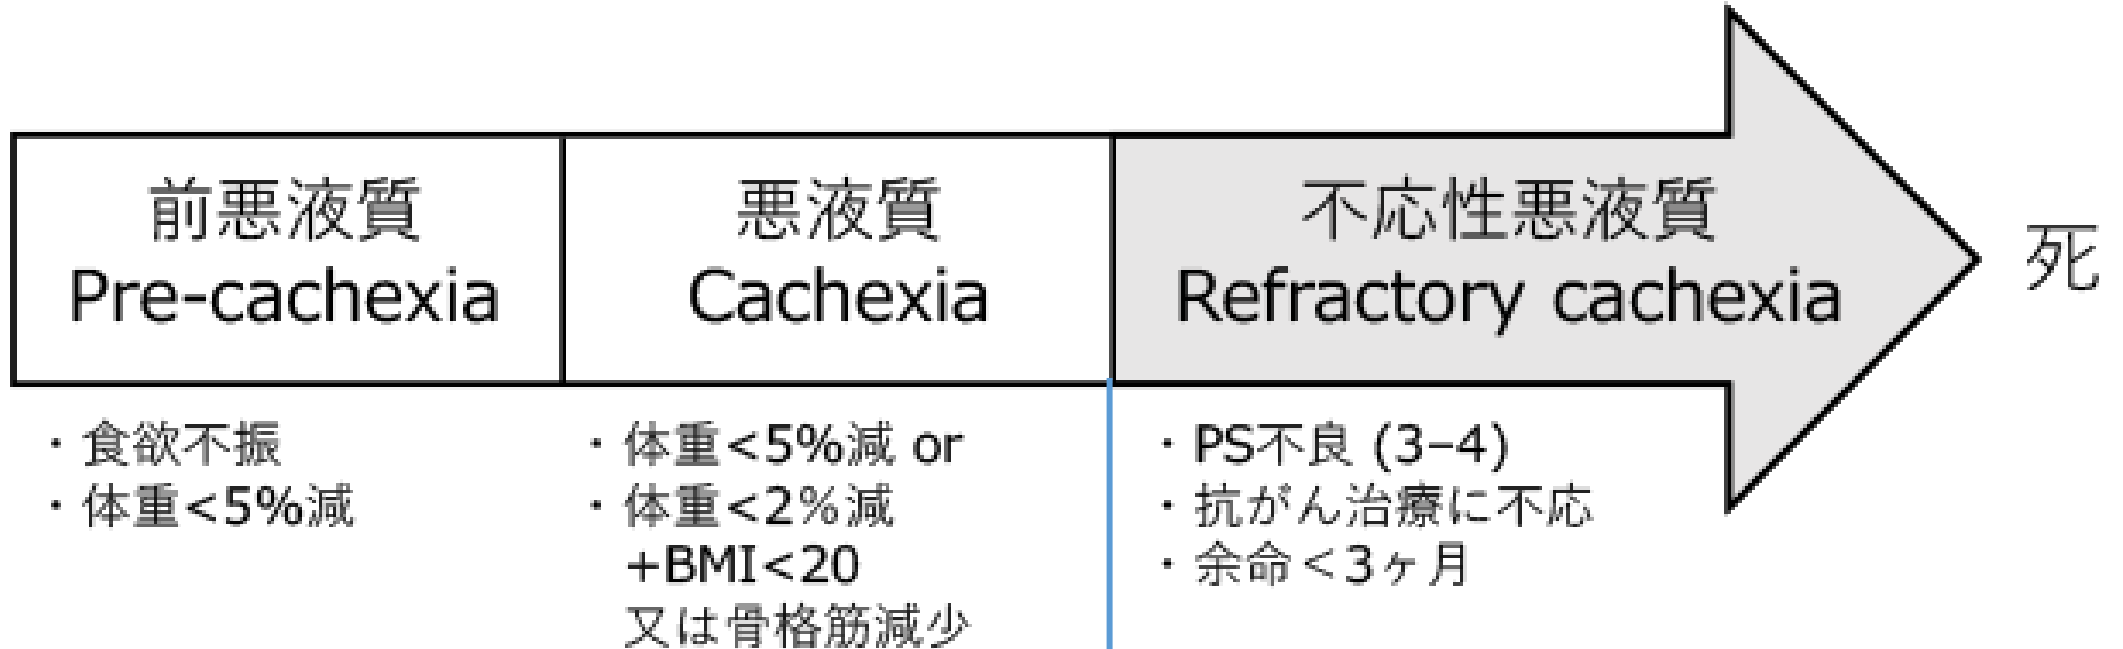 前悪液質
Pre-cachexia
悪液質
Cachexia
不応性悪液質
Refractory cachexia
死
・食欲不振
・体重<5%減
・体重<5%減 or
・体重<2%減
+BMI<20
又は骨格筋減少
・PS不良 (3–4)
・抗がん治療に不応
・余命<3ヶ月